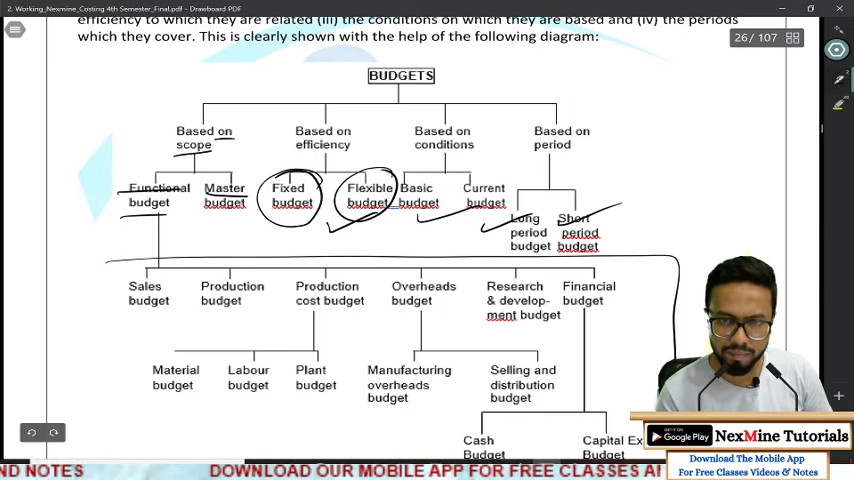 2. Working_Nexmine_Costing 4th Semester_Final.pdf - Drawboard PDF
efficiency to which they are related (iii) the conditions on which they are based and (iv) the periods
which they cover. This is clearly shown with the help of the following diagram:
26 / 107
BUDGETS
Based on scope
Based on efficiency
Based on conditions
Based on period
Functional budget
Master budget
Fixed budget
Flexible budget
Basic budget
Current budget
Long period budget
Short period budget
Sales budget
Production budget
Production cost budget
Overheads budget
Research & develop-ment budget
Financial budget
Material budget
Labour budget
Plant budget
Manufacturing overheads budget
Selling and distribution budget
Cash Budget
Capital Ex
Budget
GET IT ON
Google Play
NexMine Tutorials
Download The Mobile App
For Free Classes Videos & Notes
ND NOTES
DOWNLOAD OUR MOBILE APP FOR FREE CLASSES AN